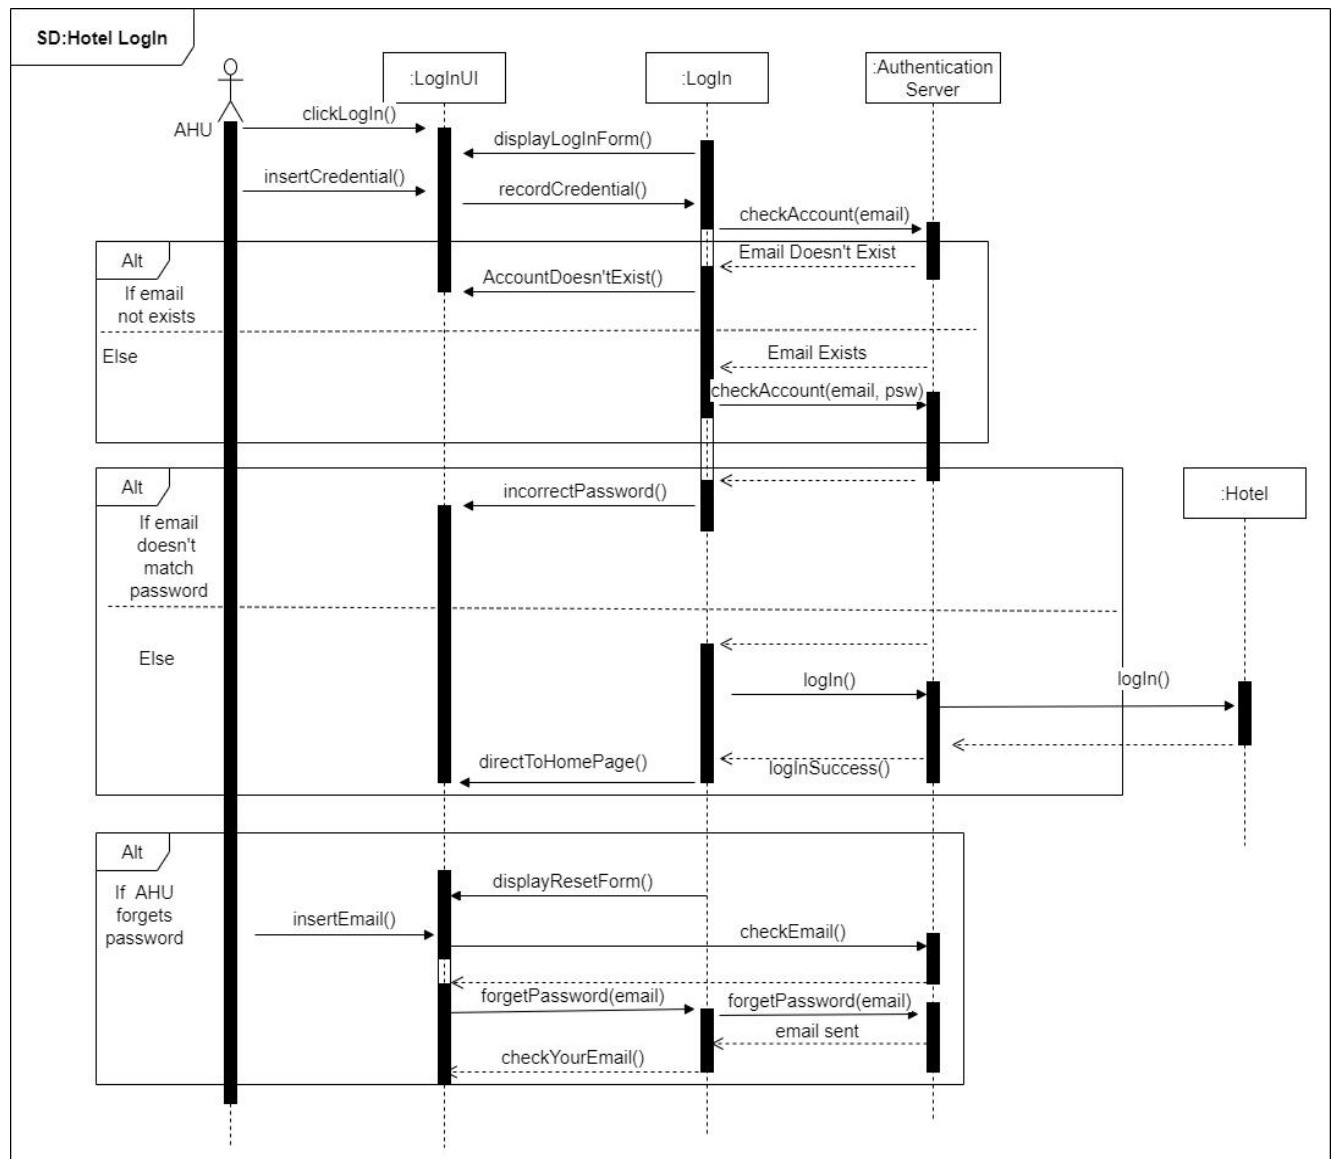 SD:Hotel LogIn
:LogInUI
:LogIn
:Authentication
Server
AHU
clickLogIn()
displayLogInForm()
insertCredential()
recordCredential()
checkAccount(email)
Alt
Email Doesn't Exist
If email
not exists
AccountDoesn'tExist()
Else
Email Exists
checkAccount(email, psw)
Alt
incorrectPassword()
:Hotel
If email
doesn't
match
password
Else
logIn()
logIn()
directToHomePage()
logInSuccess()
Alt
If AHU
forgets
password
displayResetForm()
insertEmail()
checkEmail()
forgetPassword(email)
forgetPassword(email)
email sent
checkYourEmail()